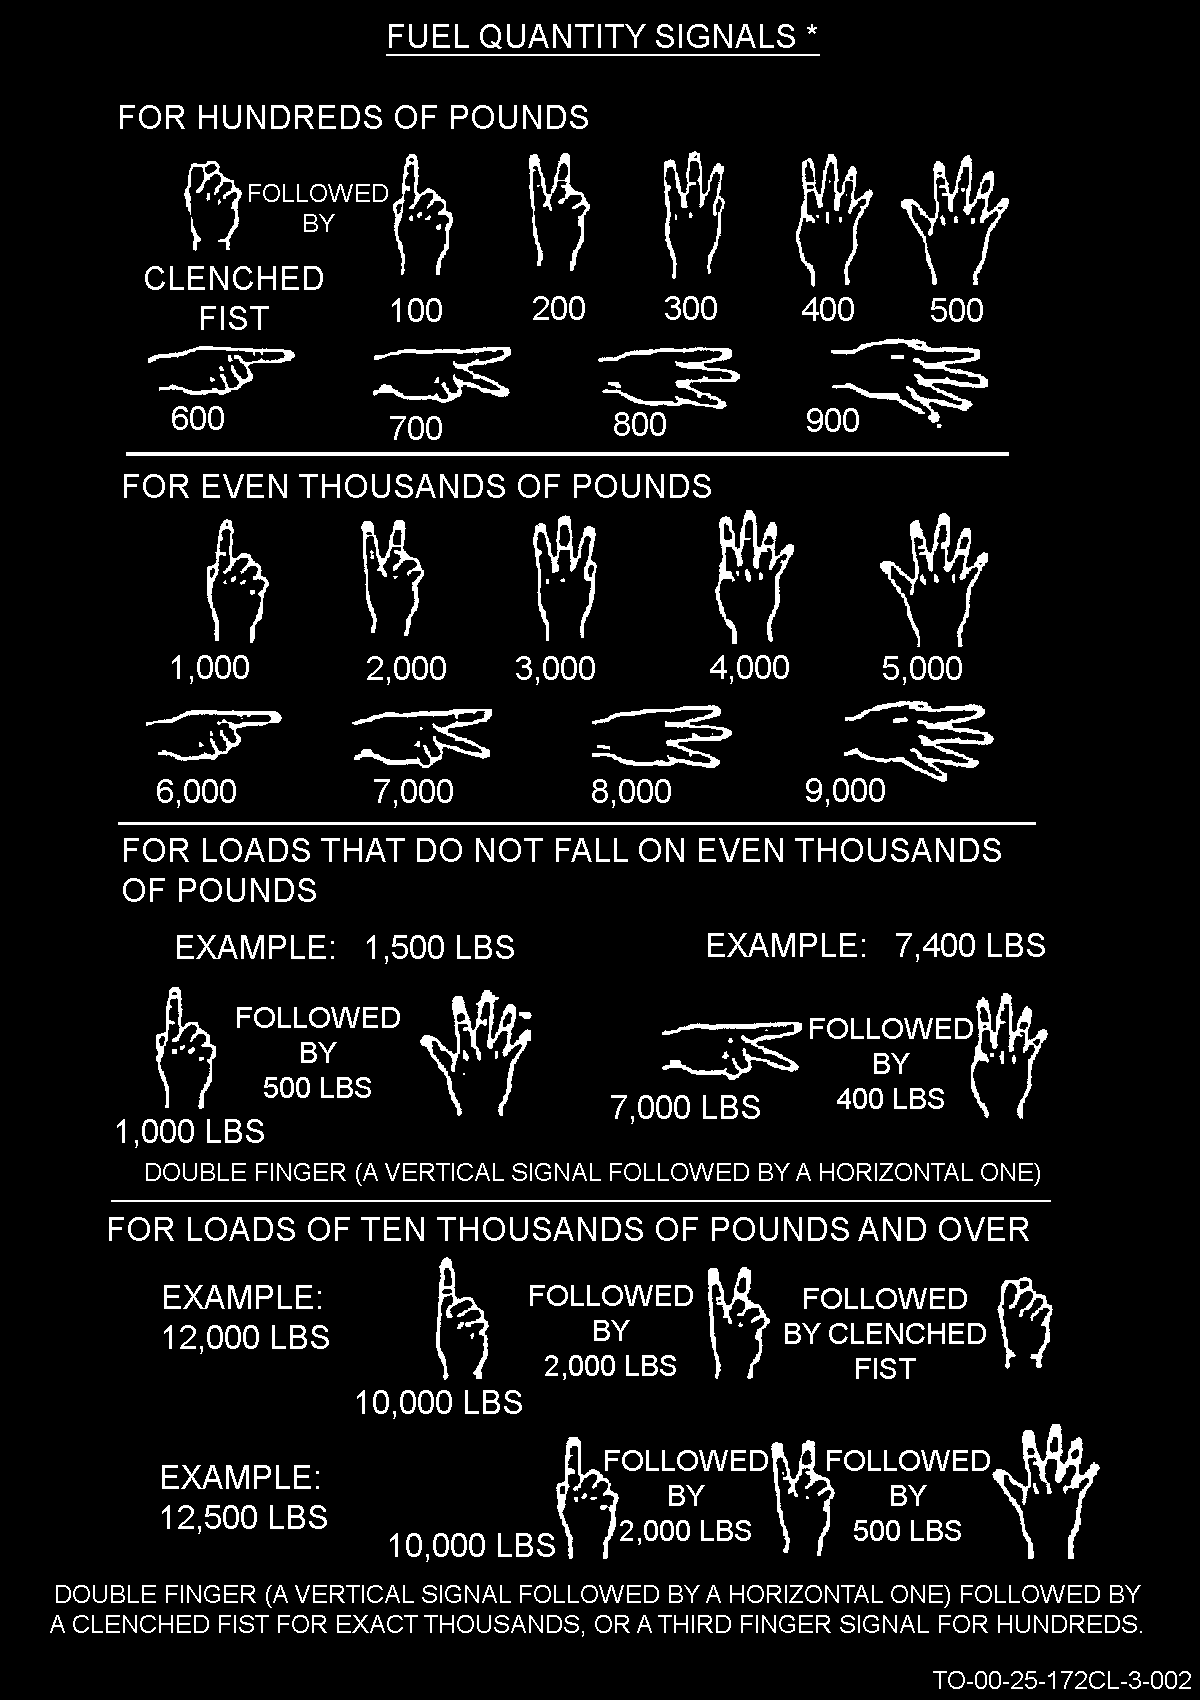 FUEL QUANTITY SIGNALS *
FOR HUNDREDS OF POUNDS
FOLLOWED
BY
CLENCHED
FIST
100 200 300 400 500
600 700 800 900
FOR EVEN THOUSANDS OF POUNDS
1,000 2,000 3,000 4,000 5,000
6,000 7,000 8,000 9,000
FOR LOADS THAT DO NOT FALL ON EVEN THOUSANDS
OF POUNDS
EXAMPLE: 1,500 LBS
FOLLOWED
BY
500 LBS
1,000 LBS
EXAMPLE: 7,400 LBS
FOLLOWED
BY
400 LBS
7,000 LBS
DOUBLE FINGER (A VERTICAL SIGNAL FOLLOWED BY A HORIZONTAL ONE)
FOR LOADS OF TEN THOUSANDS OF POUNDS AND OVER
EXAMPLE:
12,000 LBS
10,000 LBS
FOLLOWED
BY
2,000 LBS
FOLLOWED
BY CLENCHED
FIST
EXAMPLE:
12,500 LBS
10,000 LBS
FOLLOWED
BY
2,000 LBS
FOLLOWED
BY
500 LBS
DOUBLE FINGER (A VERTICAL SIGNAL FOLLOWED BY A HORIZONTAL ONE) FOLLOWED BY
A CLENCHED FIST FOR EXACT THOUSANDS, OR A THIRD FINGER SIGNAL FOR HUNDREDS.
TO-00-25-172CL-3-002